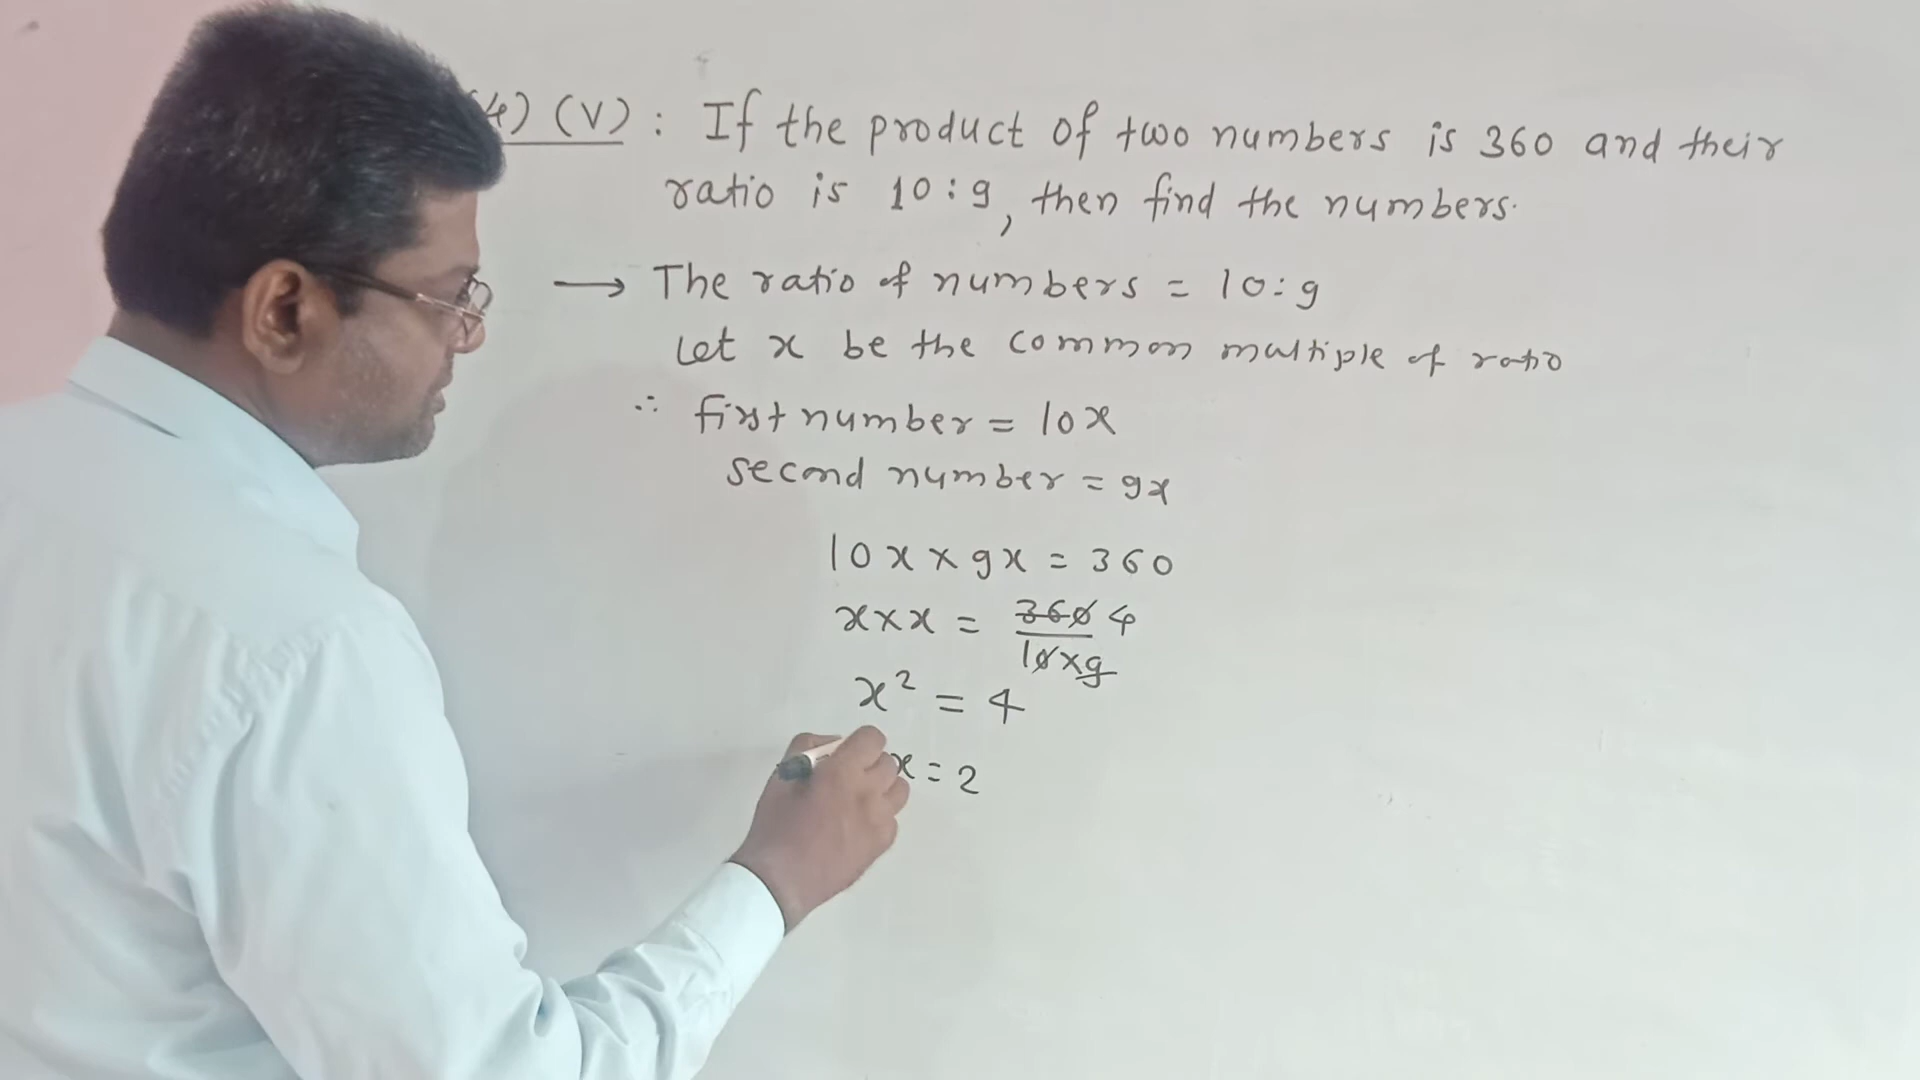 4) (V) : If the product of two numbers is 360 and their
ratio is 10:9, then find the numbers.
→ The ratio of numbers = 10:9
Let x be the common multiple of ratio
∴ first number = 10x
second number = 9x
10x × 9x = 360
x×x = 360 4
10×9
x² = 4
x = 2